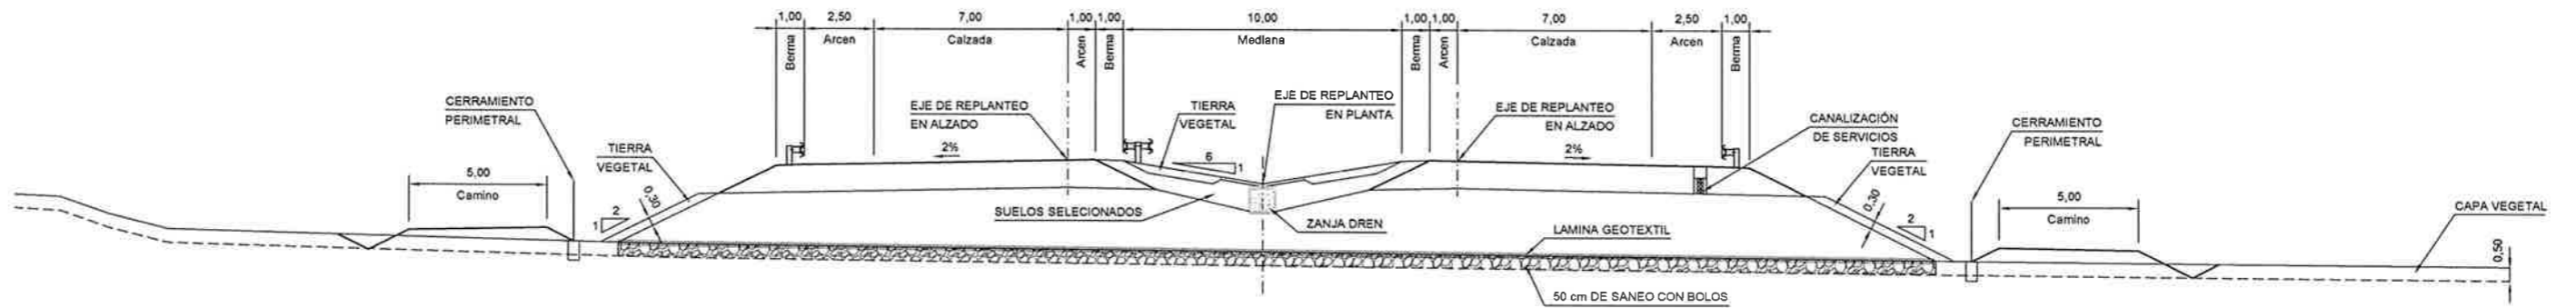 1,00 2,50 7,00 1,00 1,00 10,00 1,00 1,00 7,00 2,50 1,00
Berma Arcen Calzada Arcen Berma Mediana Berma Arcen Calzada Arcen Berma
CERRAMIENTO
PERIMETRAL
EJE DE REPLANTEO
EN ALZADO
TIERRA
VEGETAL
EJE DE REPLANTEO
EN PLANTA
EJE DE REPLANTEO
EN ALZADO
CANALIZACIÓN
DE SERVICIOS
CERRAMIENTO
PERIMETRAL
TIERRA
VEGETAL
2%
6
1
2%
TIERRA
VEGETAL
5,00
Camino
0,30
2
1
SUELOS SELECIONADOS
ZANJA DREN
LAMINA GEOTEXTIL
0,30
2
1
5,00
Camino
CAPA VEGETAL
0,50
50 cm DE SANEO CON BOLOS